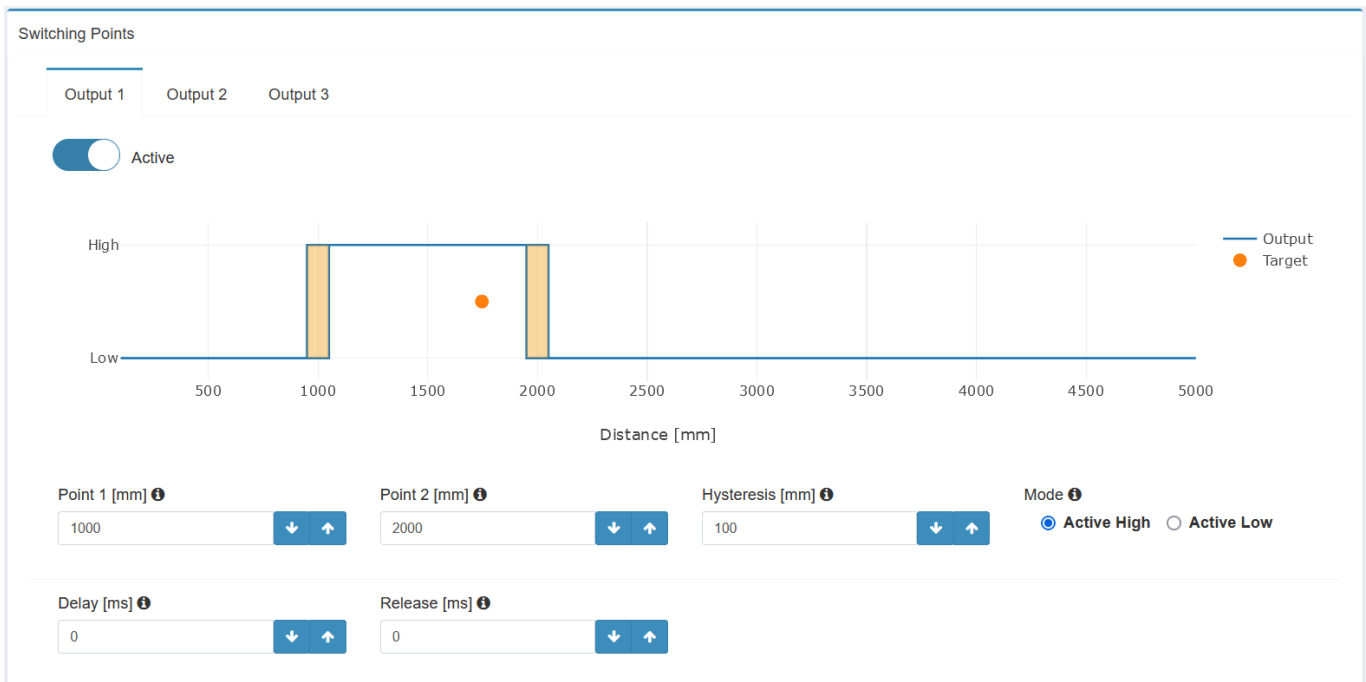 Switching Points
Output 1 Output 2 Output 3
Active
High
Low
Output
Target
500 1000 1500 2000 2500 3000 3500 4000 4500 5000
Distance [mm]
Point 1 [mm] Point 2 [mm] Hysteresis [mm] Mode
1000 2000 100 Active High Active Low
Delay [ms] Release [ms]
0 0